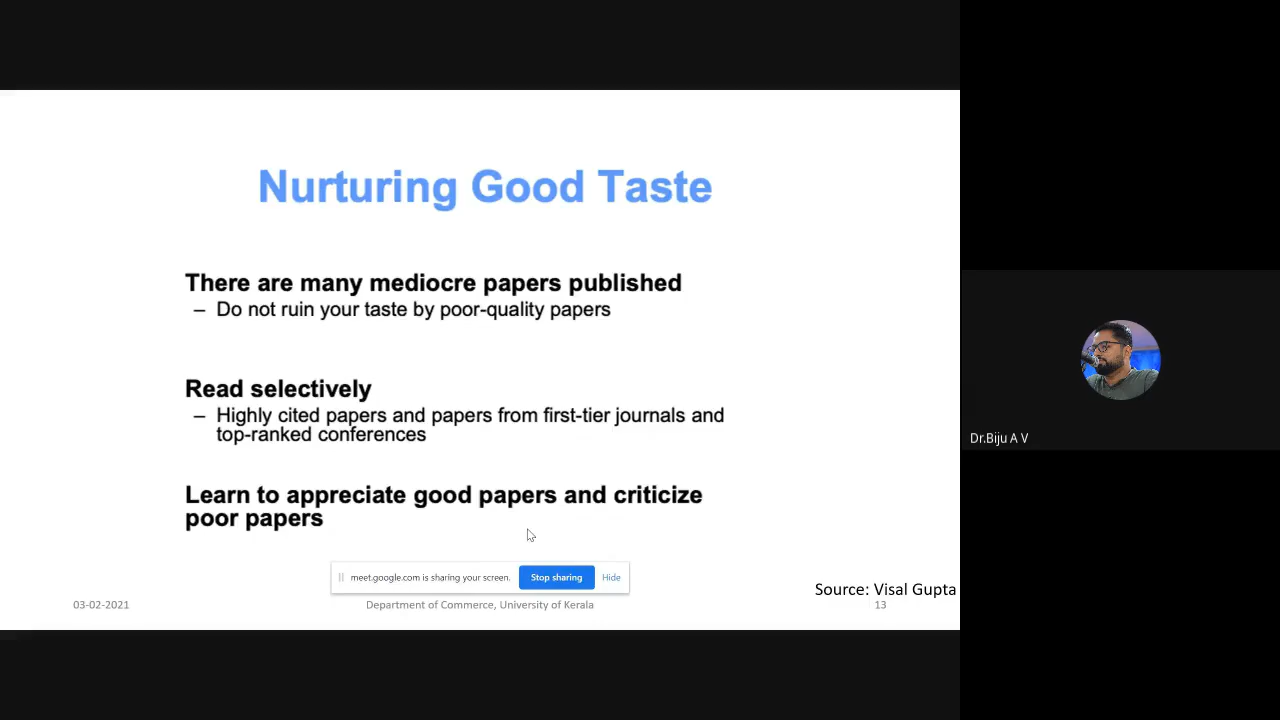 Nurturing Good Taste
There are many mediocre papers published
– Do not ruin your taste by poor-quality papers
Read selectively
– Highly cited papers and papers from first-tier journals and
top-ranked conferences
Learn to appreciate good papers and criticize
poor papers
meet.google.com is sharing your screen. Stop sharing Hide
Source: Visal Gupta
03-02-2021 Department of Commerce, University of Kerala 13
Dr.Biju A V